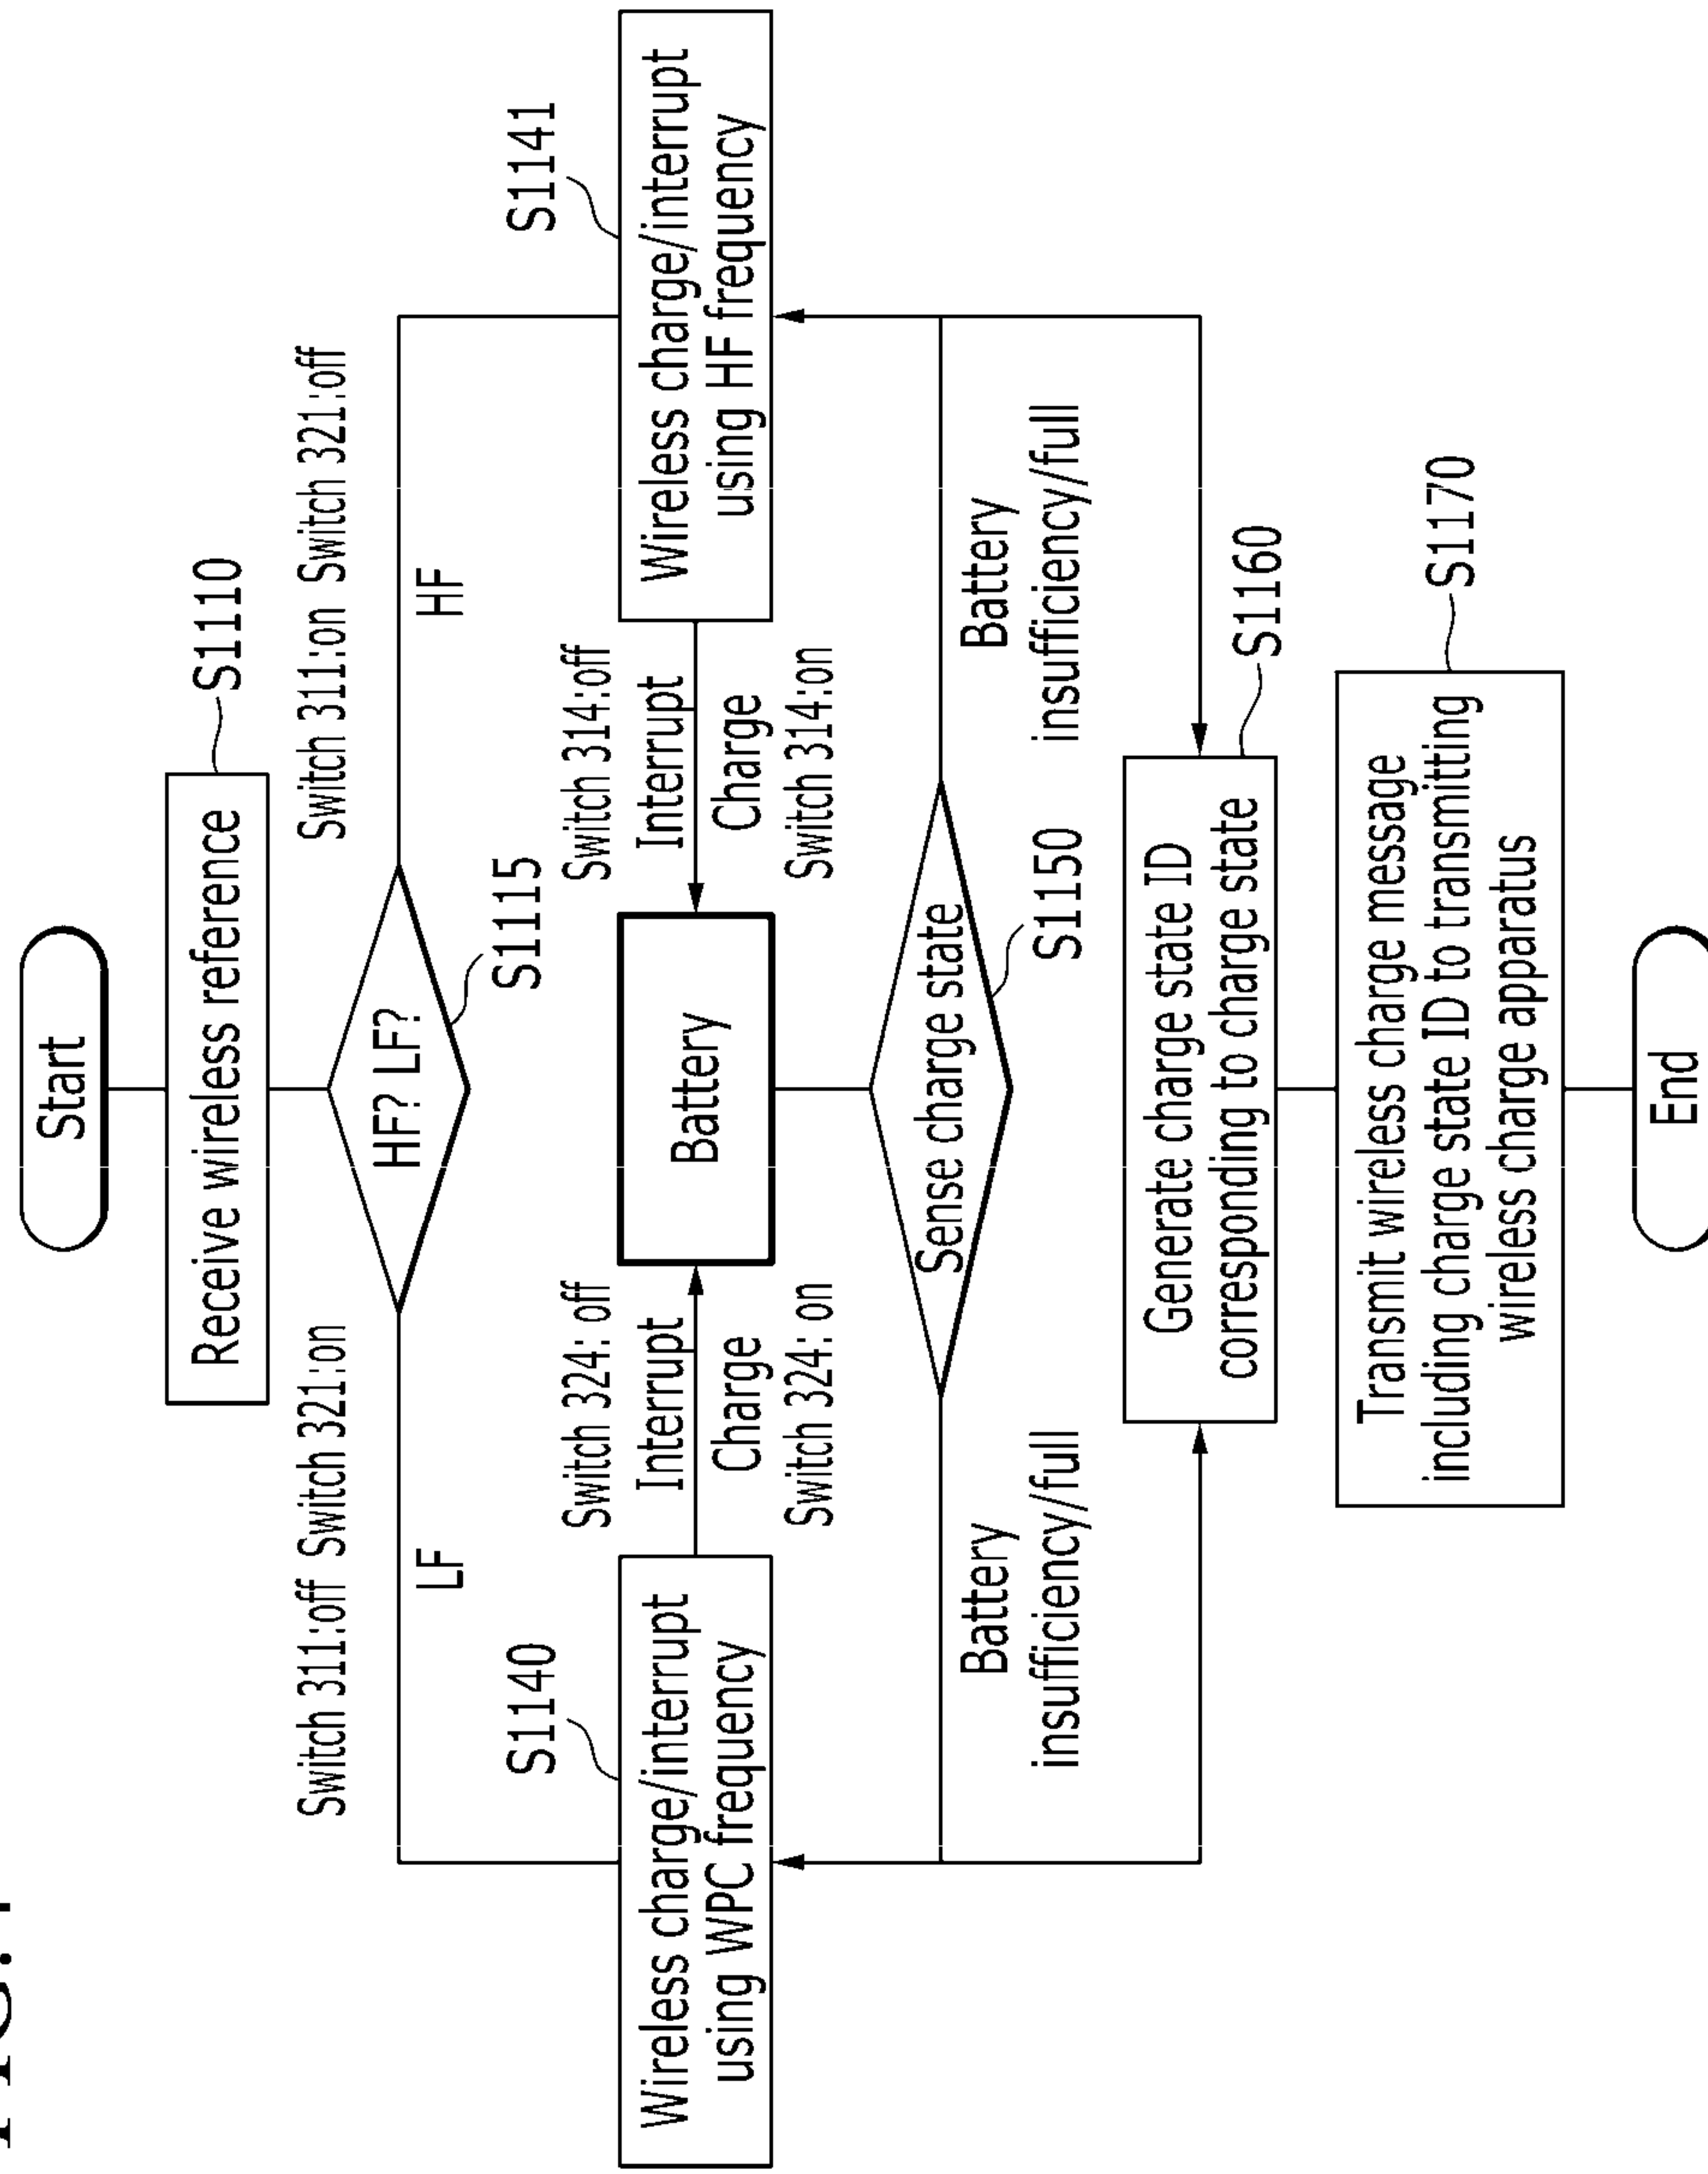 Start
Receive wireless reference
S1110
Switch 311:off Switch 321:on
Switch 311:on Switch 321:off
HF? LF?
S1115
LF
HF
S1140
Wireless charge/interrupt
using WPC frequency
Switch 324: off
Interrupt
Charge
Switch 324: on
Battery
Switch 314:off
Interrupt
Charge
Switch 314:on
S1141
Wireless charge/interrupt
using HF frequency
Sense charge state
S1150
Battery
insufficiency/full
Battery
insufficiency/full
Generate charge state ID
corresponding to charge state
S1160
Transmit wireless charge message
including charge state ID to transmitting
wireless charge apparatus
S1170
End